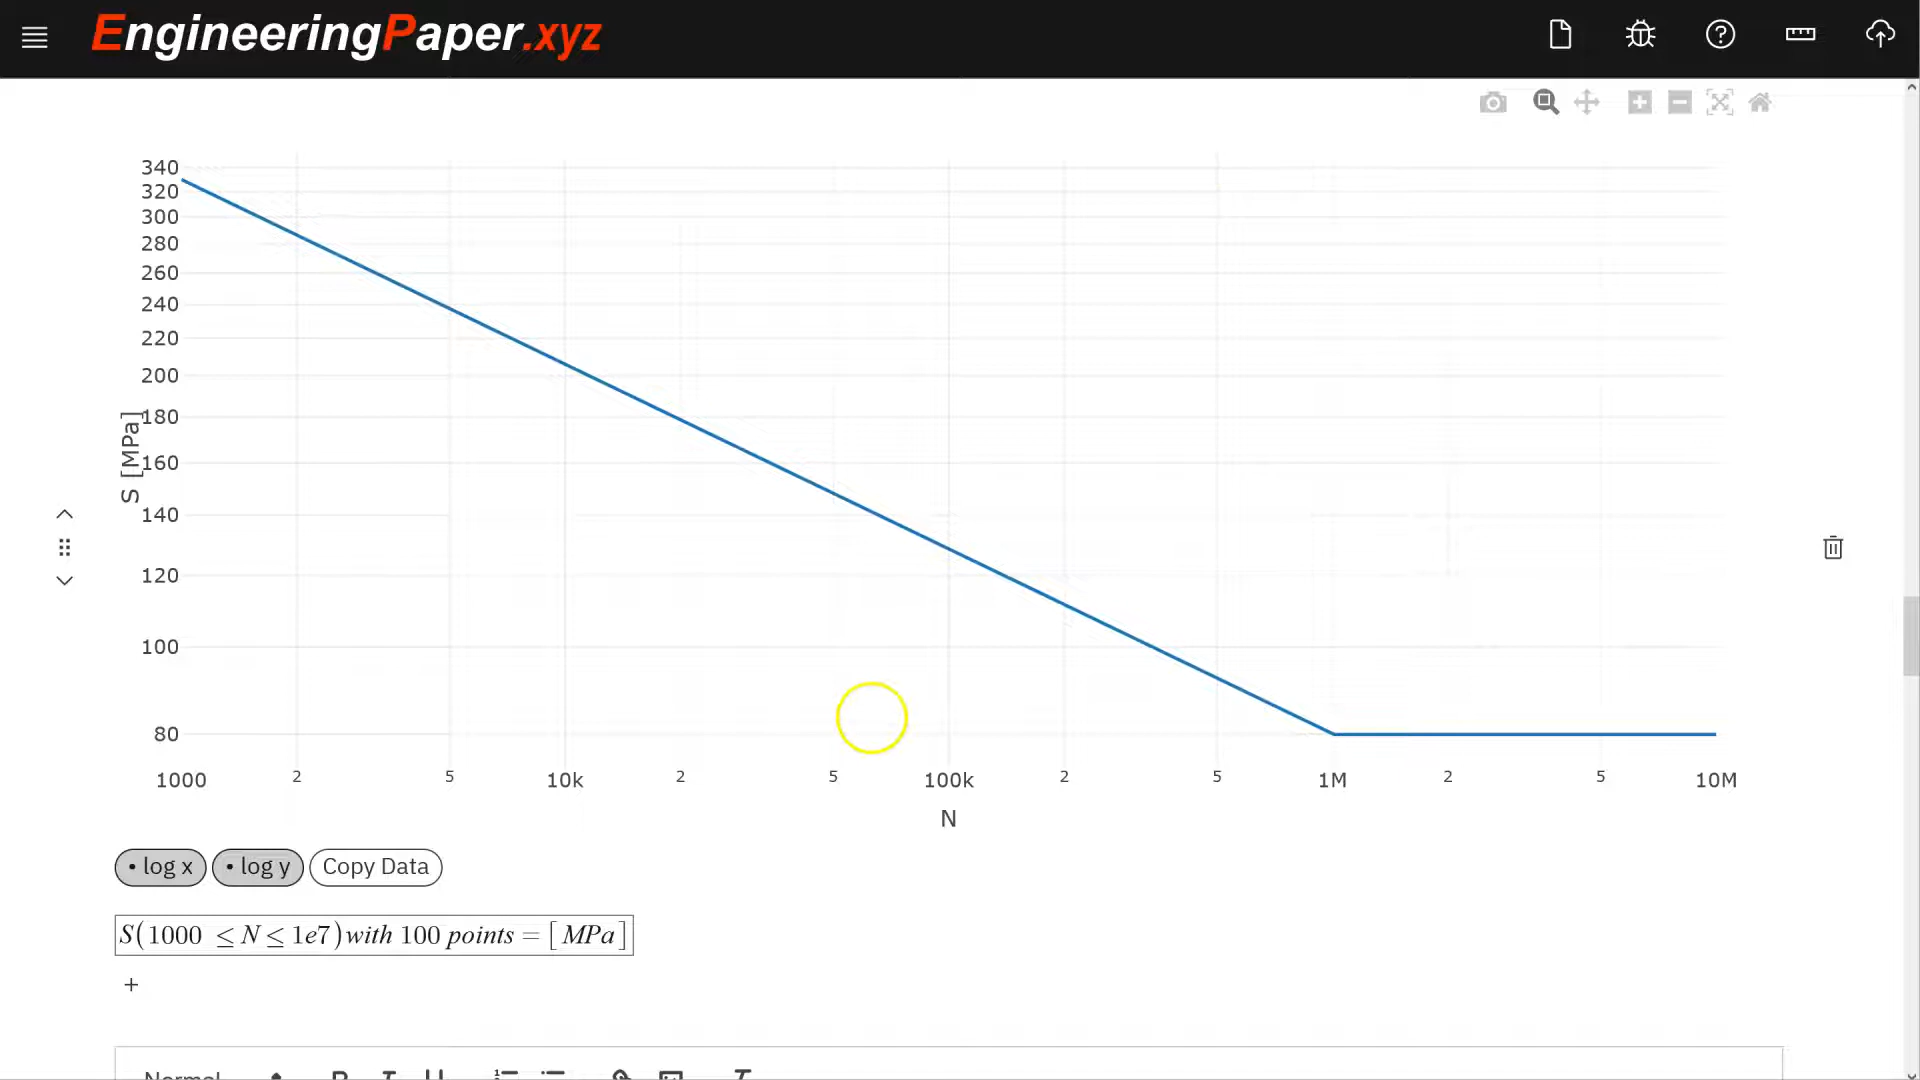 EngineeringPaper.xyz
340
320
300
280
260
240
220
200
180
160
140
120
100
80
S [MPa]
1000 2 5 10k 2 5 100k 2 5 1M 2 5 10M
N
• log x • log y Copy Data
S(1000 ≤ N ≤ 1e7) with 100 points = [MPa]
+
Normal B I U